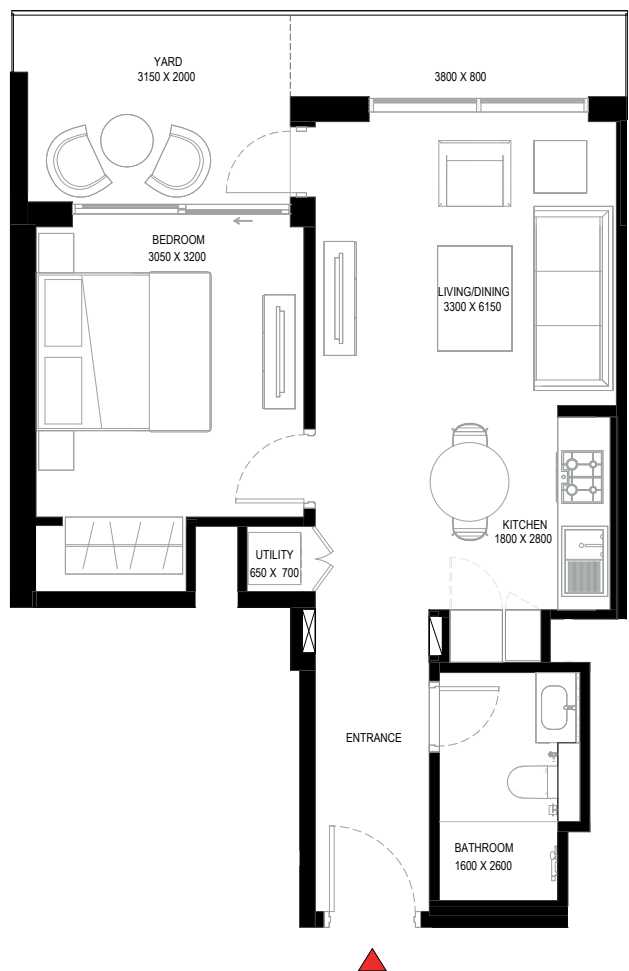 YARD
3150 X 2000
3800 X 800
BEDROOM
3050 X 3200
LIVING/DINING
3300 X 6150
KITCHEN
1800 X 2800
UTILITY
650 X 700
ENTRANCE
BATHROOM
1600 X 2600